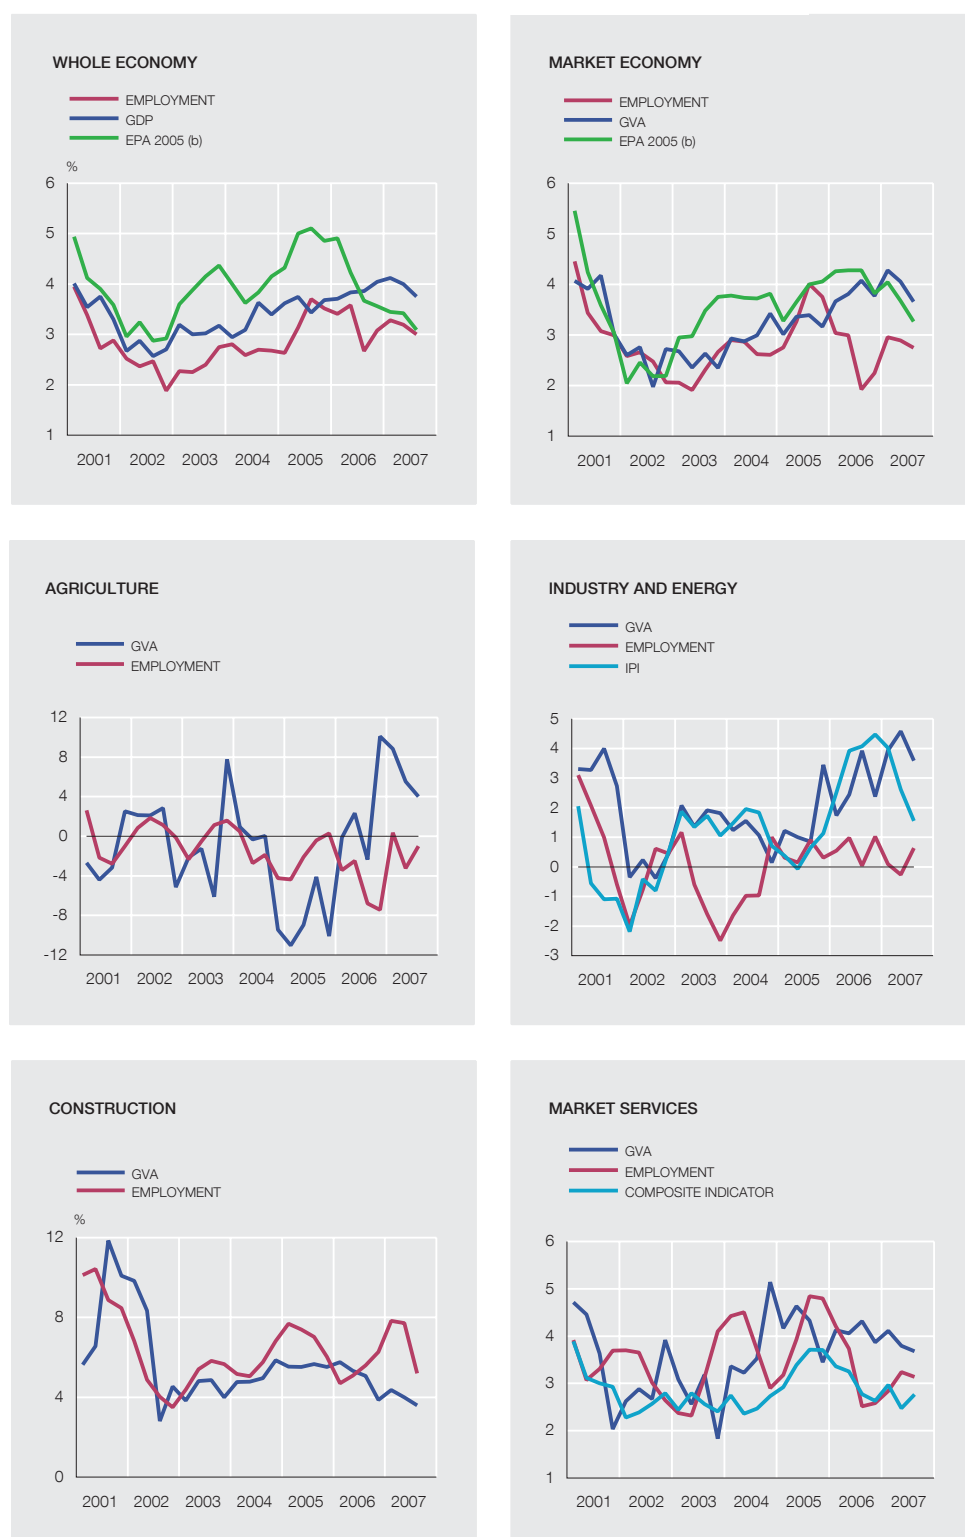 WHOLE ECONOMY
EMPLOYMENT
GDP
EPA 2005 (b)
%
6
5
4
3
2
1
2001 2002 2003 2004 2005 2006 2007
MARKET ECONOMY
EMPLOYMENT
GVA
EPA 2005 (b)
6
5
4
3
2
1
2001 2002 2003 2004 2005 2006 2007
AGRICULTURE
GVA
EMPLOYMENT
12
8
4
0
-4
-8
-12
2001 2002 2003 2004 2005 2006 2007
INDUSTRY AND ENERGY
GVA
EMPLOYMENT
IPI
5
4
3
2
1
0
-1
-2
-3
2001 2002 2003 2004 2005 2006 2007
CONSTRUCTION
GVA
EMPLOYMENT
%
12
8
4
0
2001 2002 2003 2004 2005 2006 2007
MARKET SERVICES
GVA
EMPLOYMENT
COMPOSITE INDICATOR
6
5
4
3
2
1
2001 2002 2003 2004 2005 2006 2007